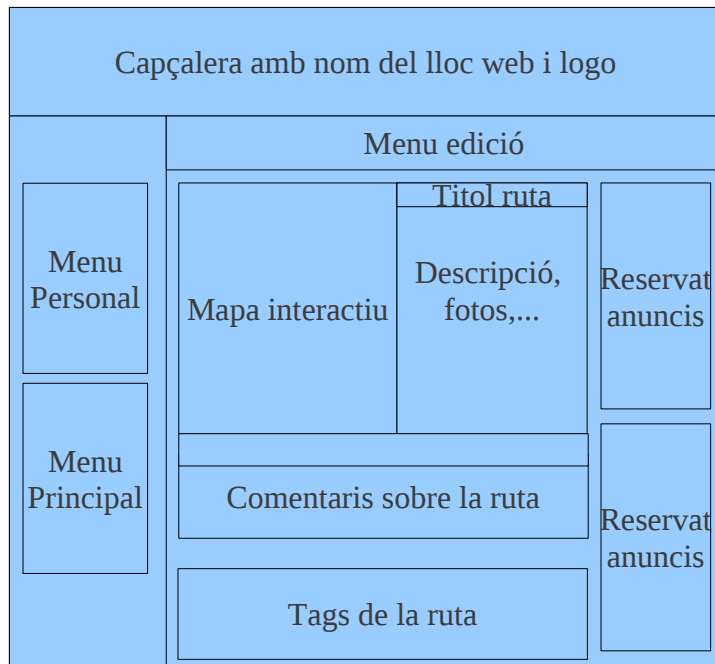 Capçalera amb nom del lloc web i logo
Menu edició
Menu
Personal
Menu
Principal
Mapa interactiu
Titol ruta
Descripció,
fotos,...
Comentaris sobre la ruta
Tags de la ruta
Reservat
anuncis
Reservat
anuncis